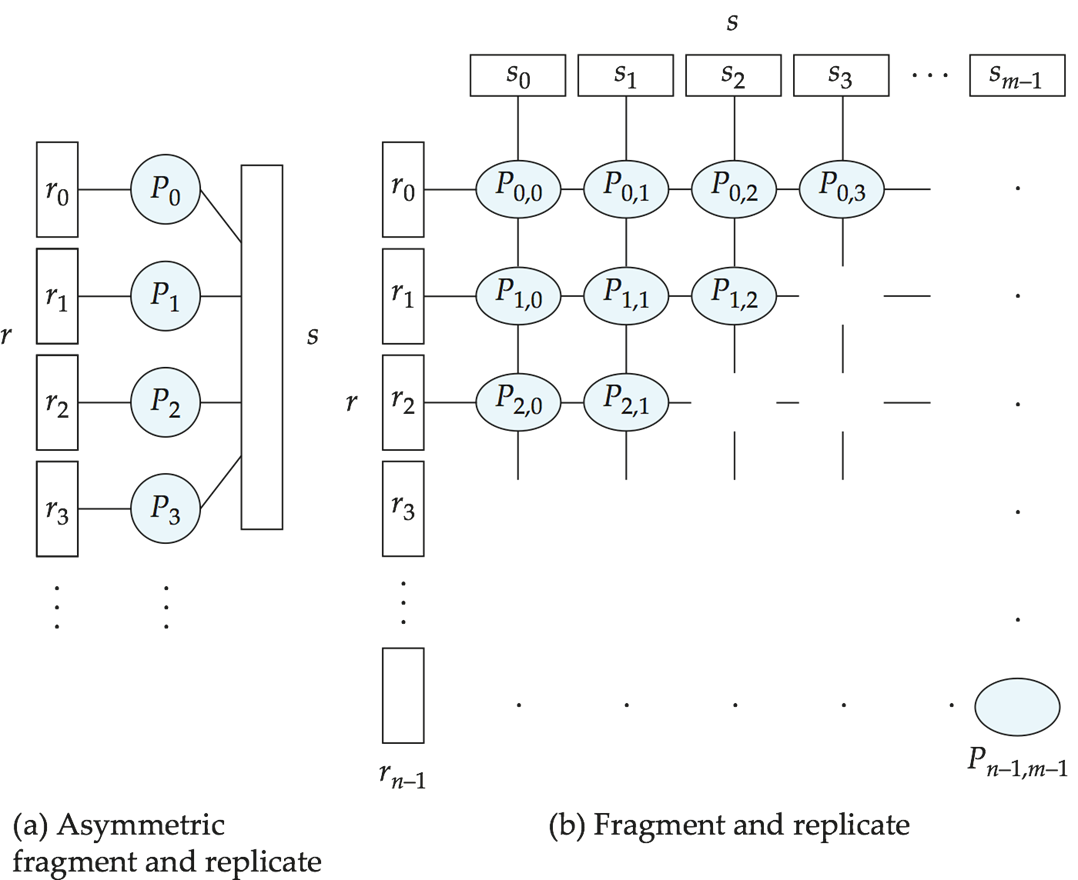 s
s0 s1 s2 s3 ... sm–1
r0 P0 r0 P0,0 P0,1 P0,2 P0,3
r1 P1 r1 P1,0 P1,1 P1,2
r s
r2 P2 r r2 P2,0 P2,1
r3 P3 r3
rn–1 Pn–1,m–1
(a) Asymmetric
fragment and replicate
(b) Fragment and replicate